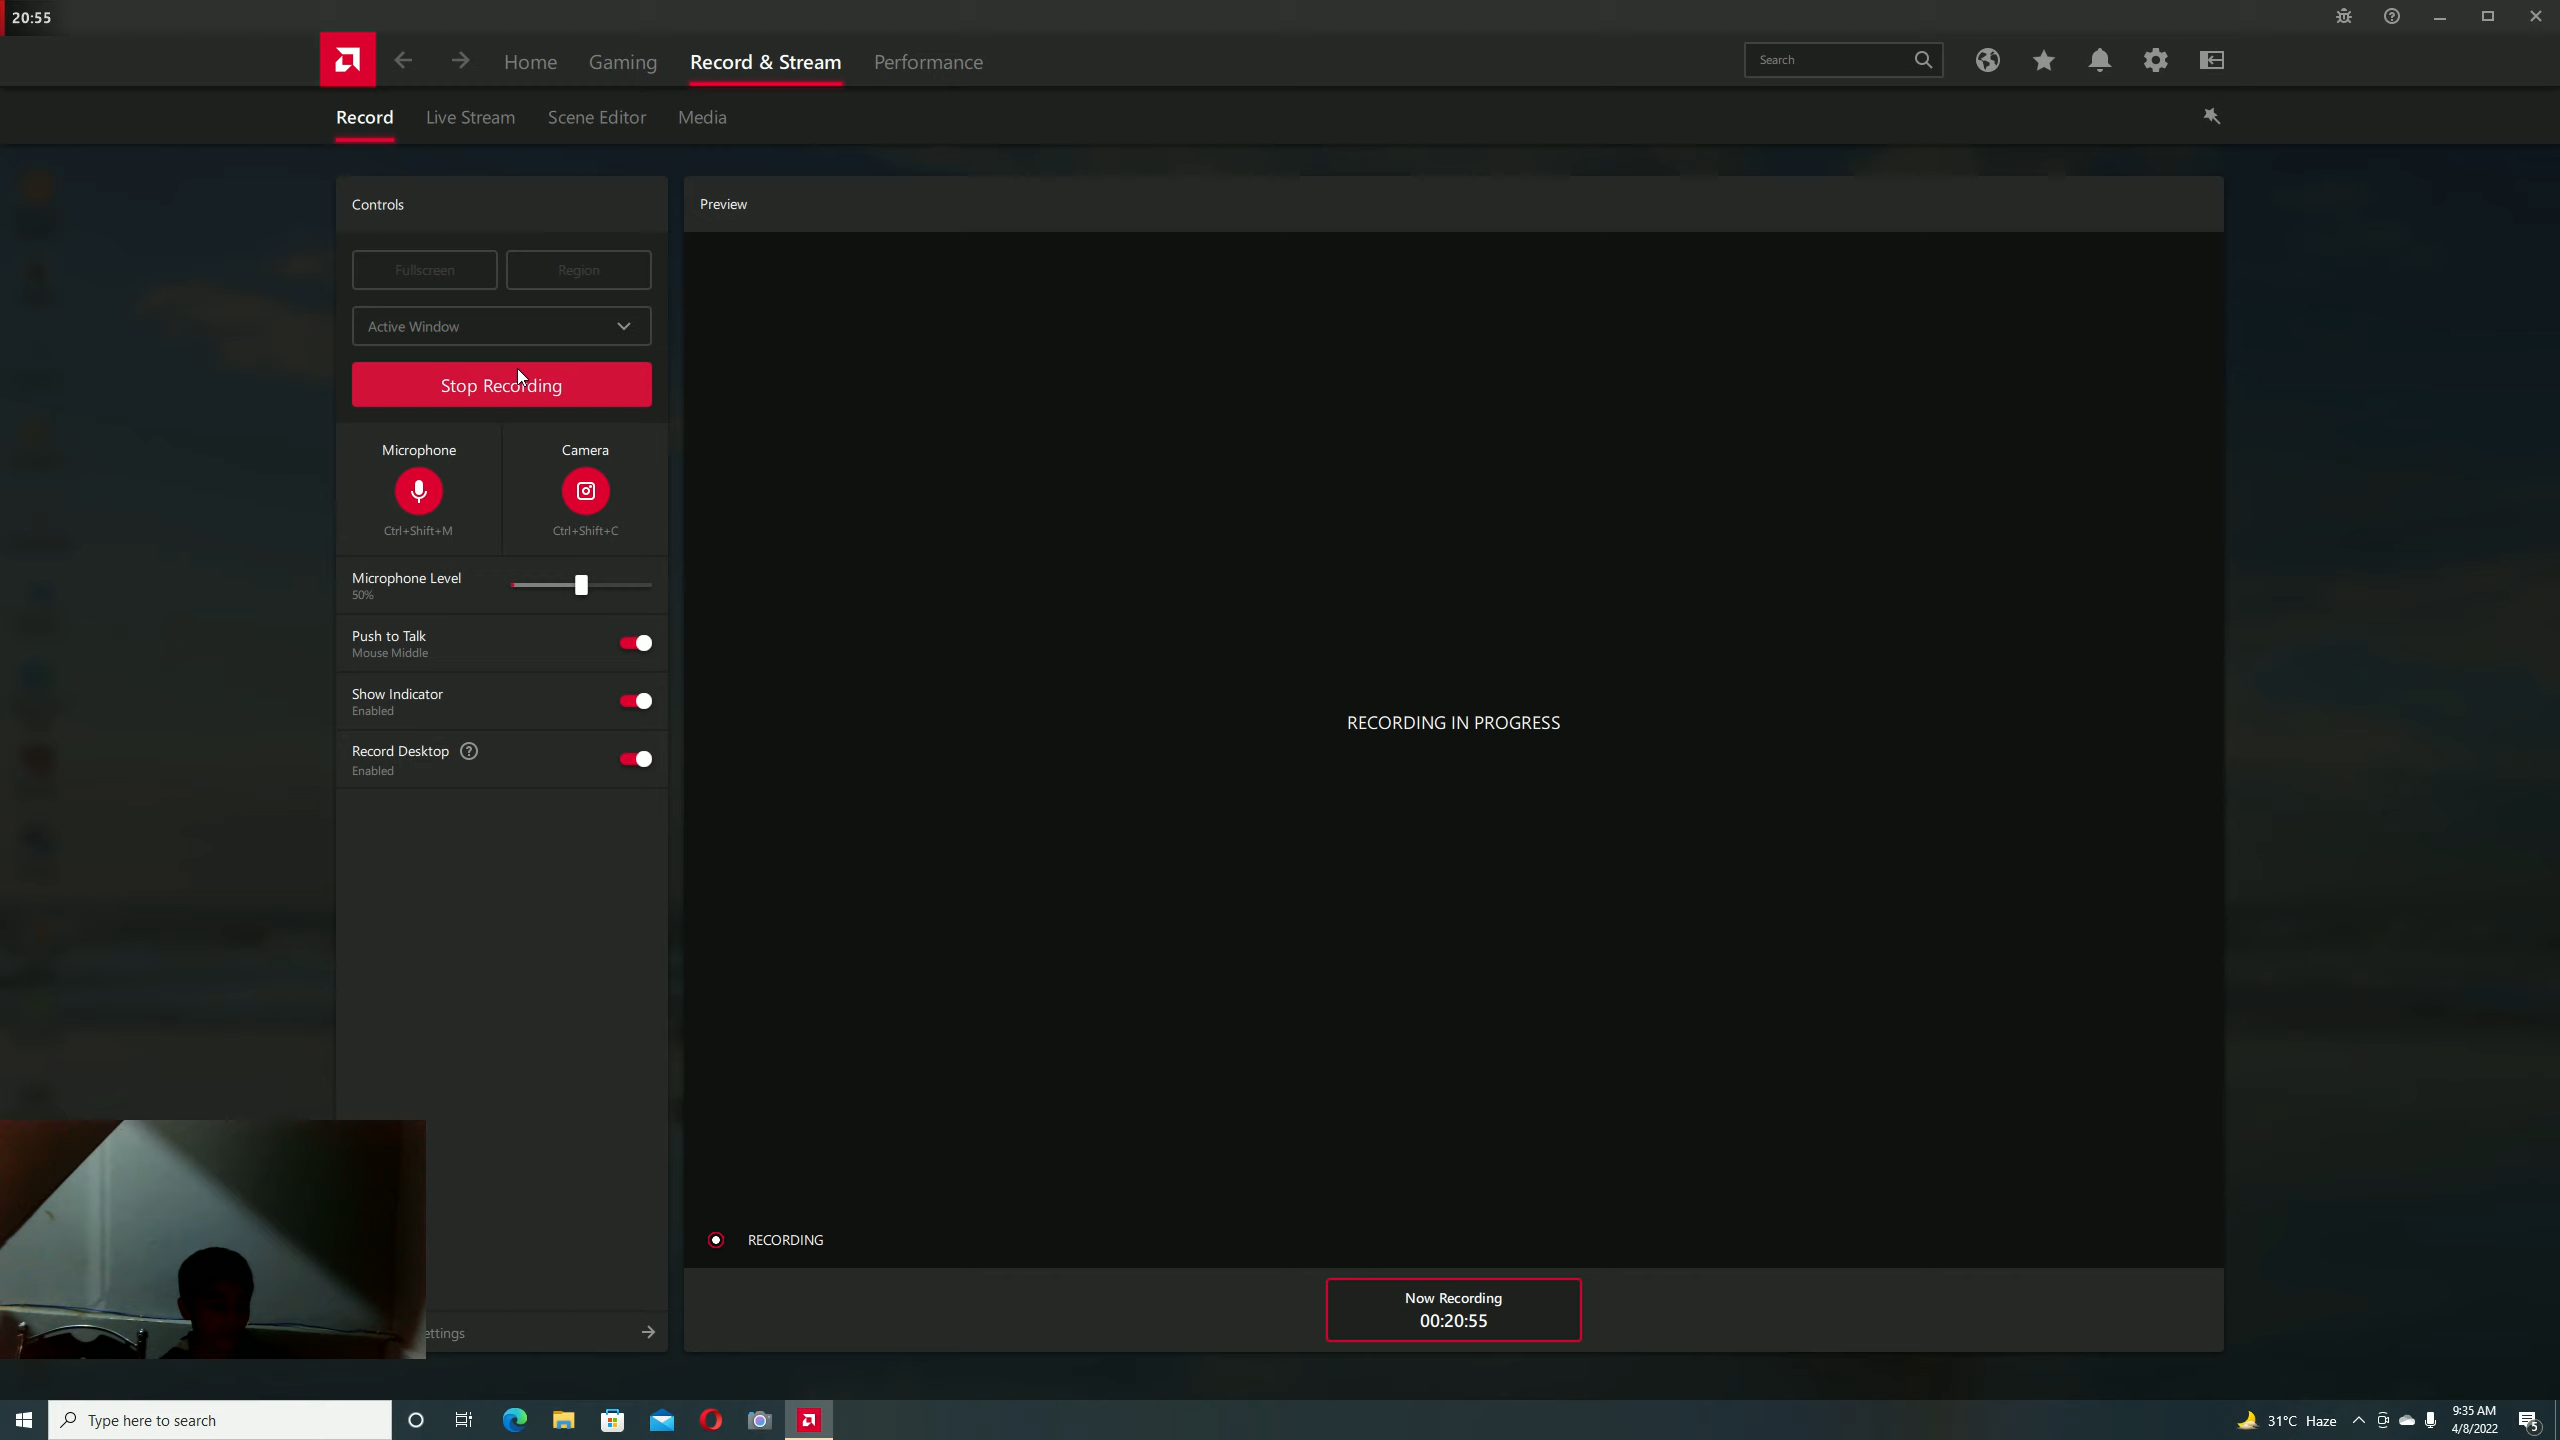 20:55
Home
Gaming
Record & Stream
Performance
Search
Record
Live Stream
Scene Editor
Media
Controls
Preview
Fullscreen
Region
Active Window
Stop Recording
Microphone
Camera
Ctrl+Shift+M
Ctrl+Shift+C
Microphone Level
50%
Push to Talk
Mouse Middle
Show Indicator
Enabled
Record Desktop
Enabled
RECORDING IN PROGRESS
RECORDING
Now Recording
00:20:55
ettings
Type here to search
31°C Haze
9:35 AM
4/8/2022
5